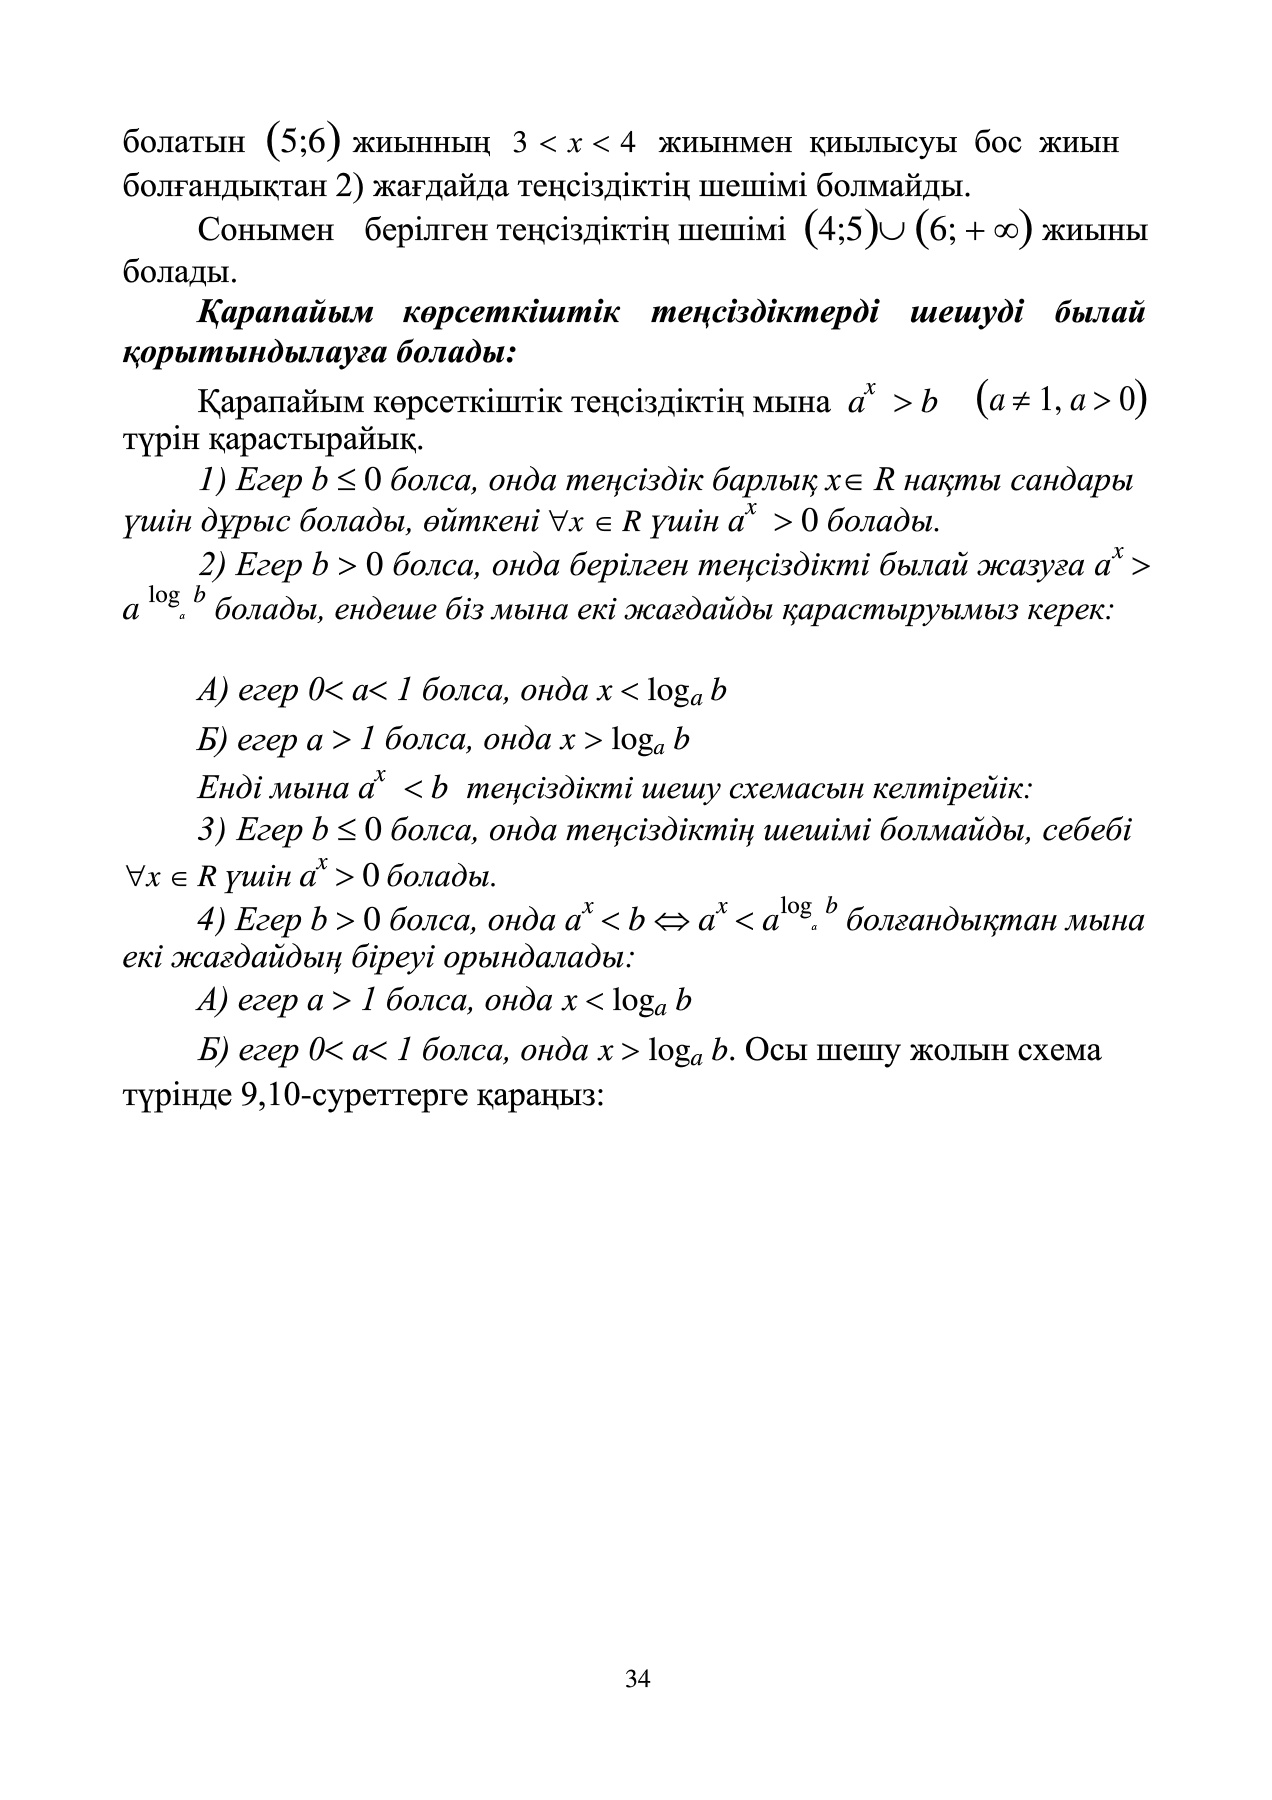 болатын (5;6) жиынның 3 < x < 4 жиынмен қиылысуы бос жиын
болғандықтан 2) жағдайда теңсіздіктің шешімі болмайды.
Сонымен берілген теңсіздіктің шешімі (4;5)∪ (6; + ∞) жиыны
болады.
Қарапайым көрсеткіштік теңсіздіктерді шешуді былай
қорытындылауға болады:
Қарапайым көрсеткіштік теңсіздіктің мына a^x > b (a ≠ 1, a > 0)
түрін қарастырайық.
1) Егер b ≤ 0 болса, онда теңсіздік барлық x∈ R нақты сандары
үшін дұрыс болады, өйткені ∀x ∈ R үшін a^x > 0 болады.
2) Егер b > 0 болса, онда берілген теңсіздікті былай жазуға a^x >
a^{log_a b} болады, ендеше біз мына екі жағдайды қарастыруымыз керек:
А) егер 0< a< 1 болса, онда x < log_a b
Б) егер a > 1 болса, онда x > log_a b
Енді мына a^x < b теңсіздікті шешу схемасын келтірейік:
3) Егер b ≤ 0 болса, онда теңсіздіктің шешімі болмайды, себебі
∀x ∈ R үшін a^x > 0 болады.
4) Егер b > 0 болса, онда a^x < b ⇔ a^x < a^{log_a b} болғандықтан мына
екі жағдайдың біреуі орындалады:
А) егер a > 1 болса, онда x < log_a b
Б) егер 0< a< 1 болса, онда x > log_a b. Осы шешу жолын схема
түрінде 9,10-суреттерге қараңыз:
34